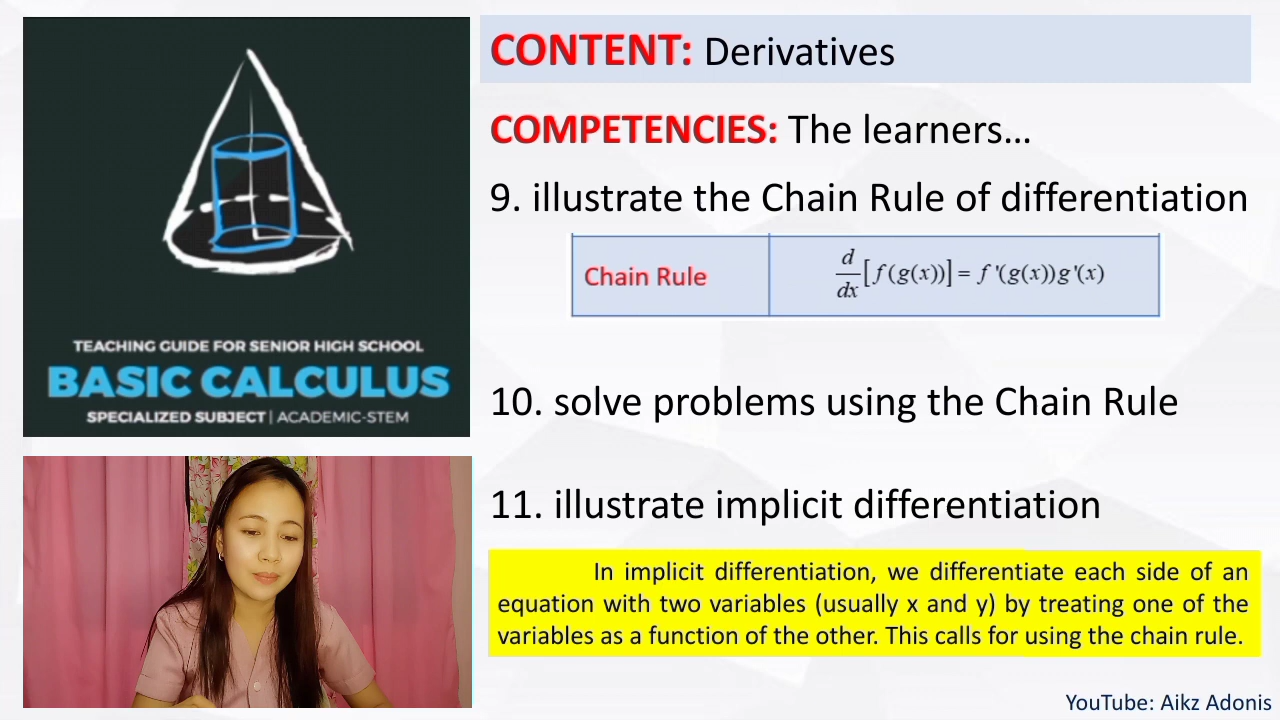 TEACHING GUIDE FOR SENIOR HIGH SCHOOL
BASIC CALCULUS
SPECIALIZED SUBJECT | ACADEMIC-STEM
CONTENT: Derivatives
COMPETENCIES: The learners...
9. illustrate the Chain Rule of differentiation
Chain Rule d/dx [f(g(x))] = f '(g(x))g'(x)
10. solve problems using the Chain Rule
11. illustrate implicit differentiation
In implicit differentiation, we differentiate each side of an
equation with two variables (usually x and y) by treating one of the
variables as a function of the other. This calls for using the chain rule.
YouTube: Aikz Adonis